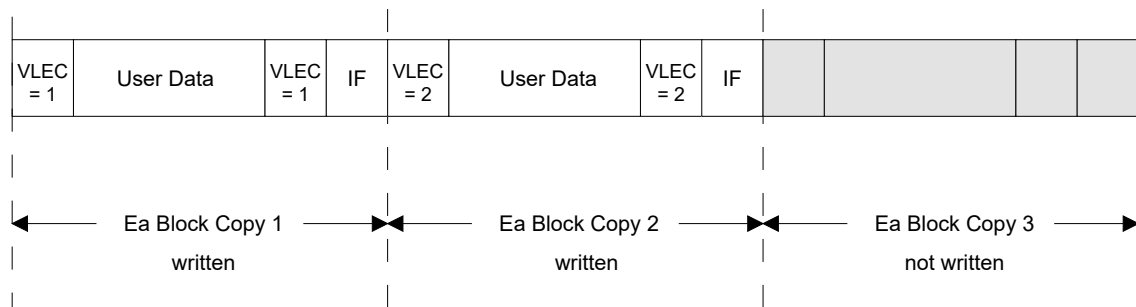 VLEC = 1
User Data
VLEC = 1
IF
VLEC = 2
User Data
VLEC = 2
IF
Ea Block Copy 1
written
Ea Block Copy 2
written
Ea Block Copy 3
not written